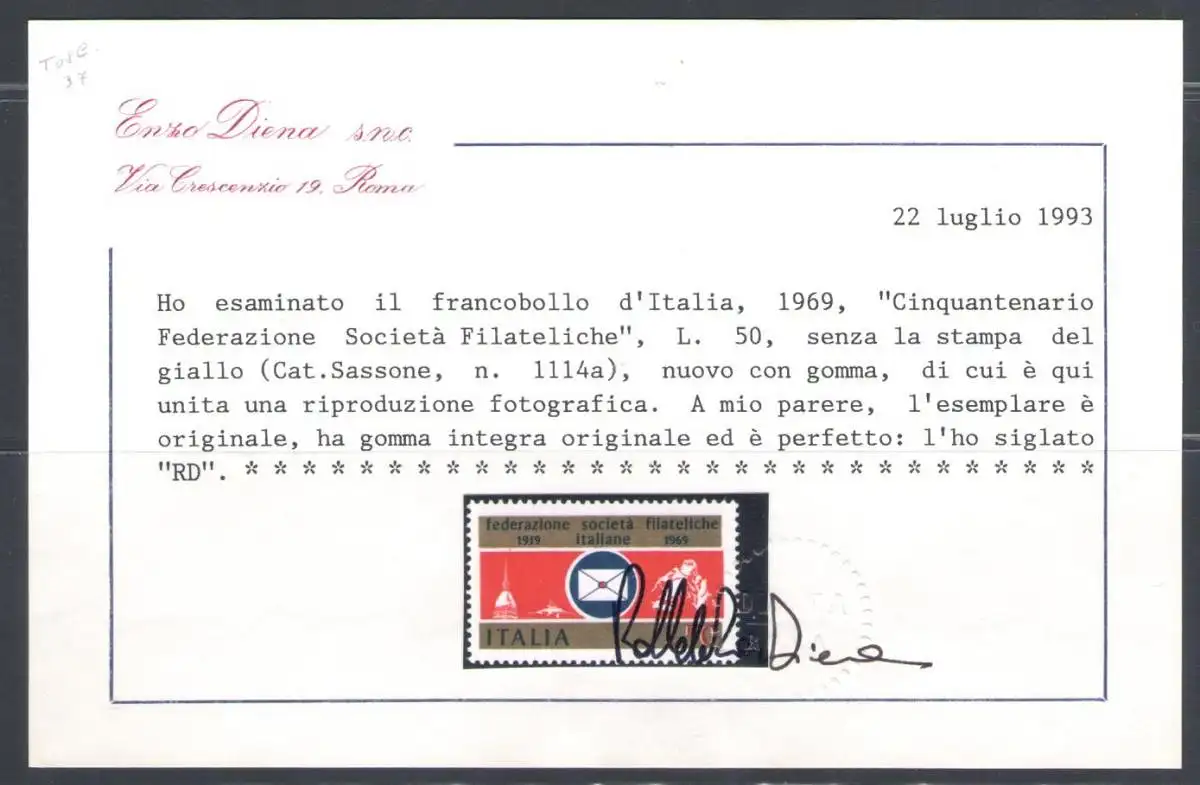 Enzo Diena s.n.c.
Via Crescenzio 19. Roma
22 luglio 1993
Ho esaminato il francobollo d'Italia, 1969, "Cinquantenario
Federazione Società Filateliche", L. 50, senza la stampa del
giallo (Cat.Sassone, n. 1114a), nuovo con gomma, di cui è qui
unita una riproduzione fotografica. A mio parere, l'esemplare è
originale, ha gomma integra originale ed è perfetto: l'ho siglato
"RD". * * * * * * * * * * * * * * * * * * * * * * * * * * * * * *
federazione società filateliche
1919 italiane 1969
ITALIA
Diena